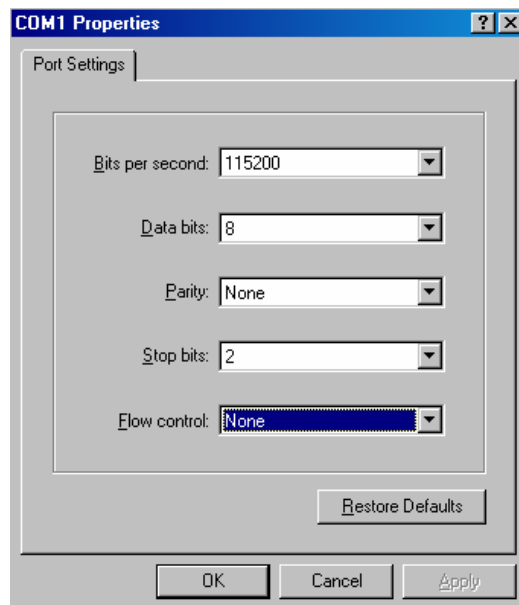 COM1 Properties
Port Settings
Bits per second: 115200
Data bits: 8
Parity: None
Stop bits: 2
Flow control: None
Restore Defaults
OK Cancel Apply